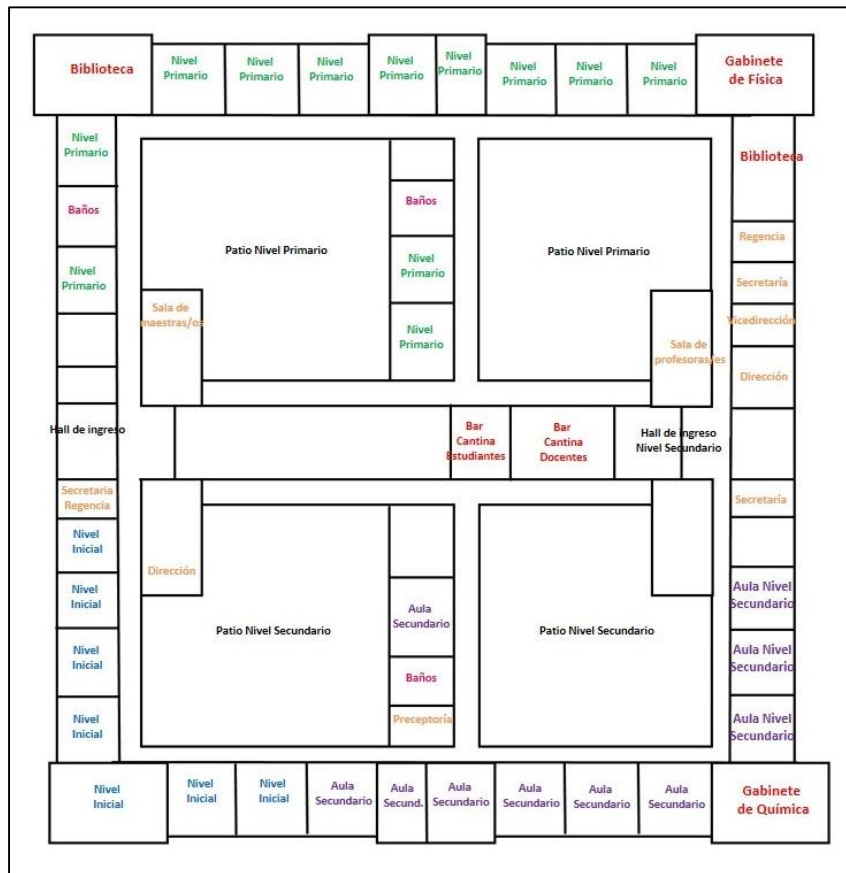 Biblioteca
Nivel
Primario
Nivel
Primario
Nivel
Primario
Nivel
Primario
Nivel
Primario
Nivel
Primario
Nivel
Primario
Nivel
Primario
Gabinete
de Física
Nivel
Primario
Baños
Nivel
Primario
Hall de ingreso
Secretaria
Regencia
Nivel
Inicial
Nivel
Inicial
Nivel
Inicial
Nivel
Inicial
Patio Nivel Primario
Sala de
maestras/os
Baños
Nivel
Primario
Nivel
Primario
Patio Nivel Primario
Sala de
profesoras/es
Biblioteca
Regencia
Secretaría
Vicedirección
Dirección
Bar
Cantina
Estudiantes
Bar
Cantina
Docentes
Hall de ingreso
Nivel Secundario
Dirección
Patio Nivel Secundario
Aula
Secundario
Baños
Preceptoría
Patio Nivel Secundario
Secretaría
Aula Nivel
Secundario
Aula Nivel
Secundario
Aula Nivel
Secundario
Nivel
Inicial
Nivel
Inicial
Nivel
Inicial
Aula
Secundario
Aula
Secund.
Aula
Secundario
Aula
Secundario
Aula
Secundario
Aula
Secundario
Gabinete
de Química